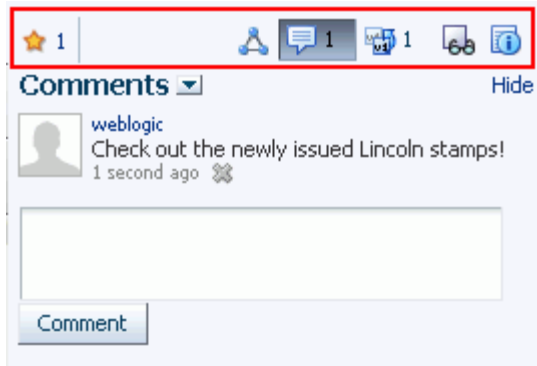 1 1 1
Comments Hide
weblogic
Check out the newly issued Lincoln stamps!
1 second ago
Comment